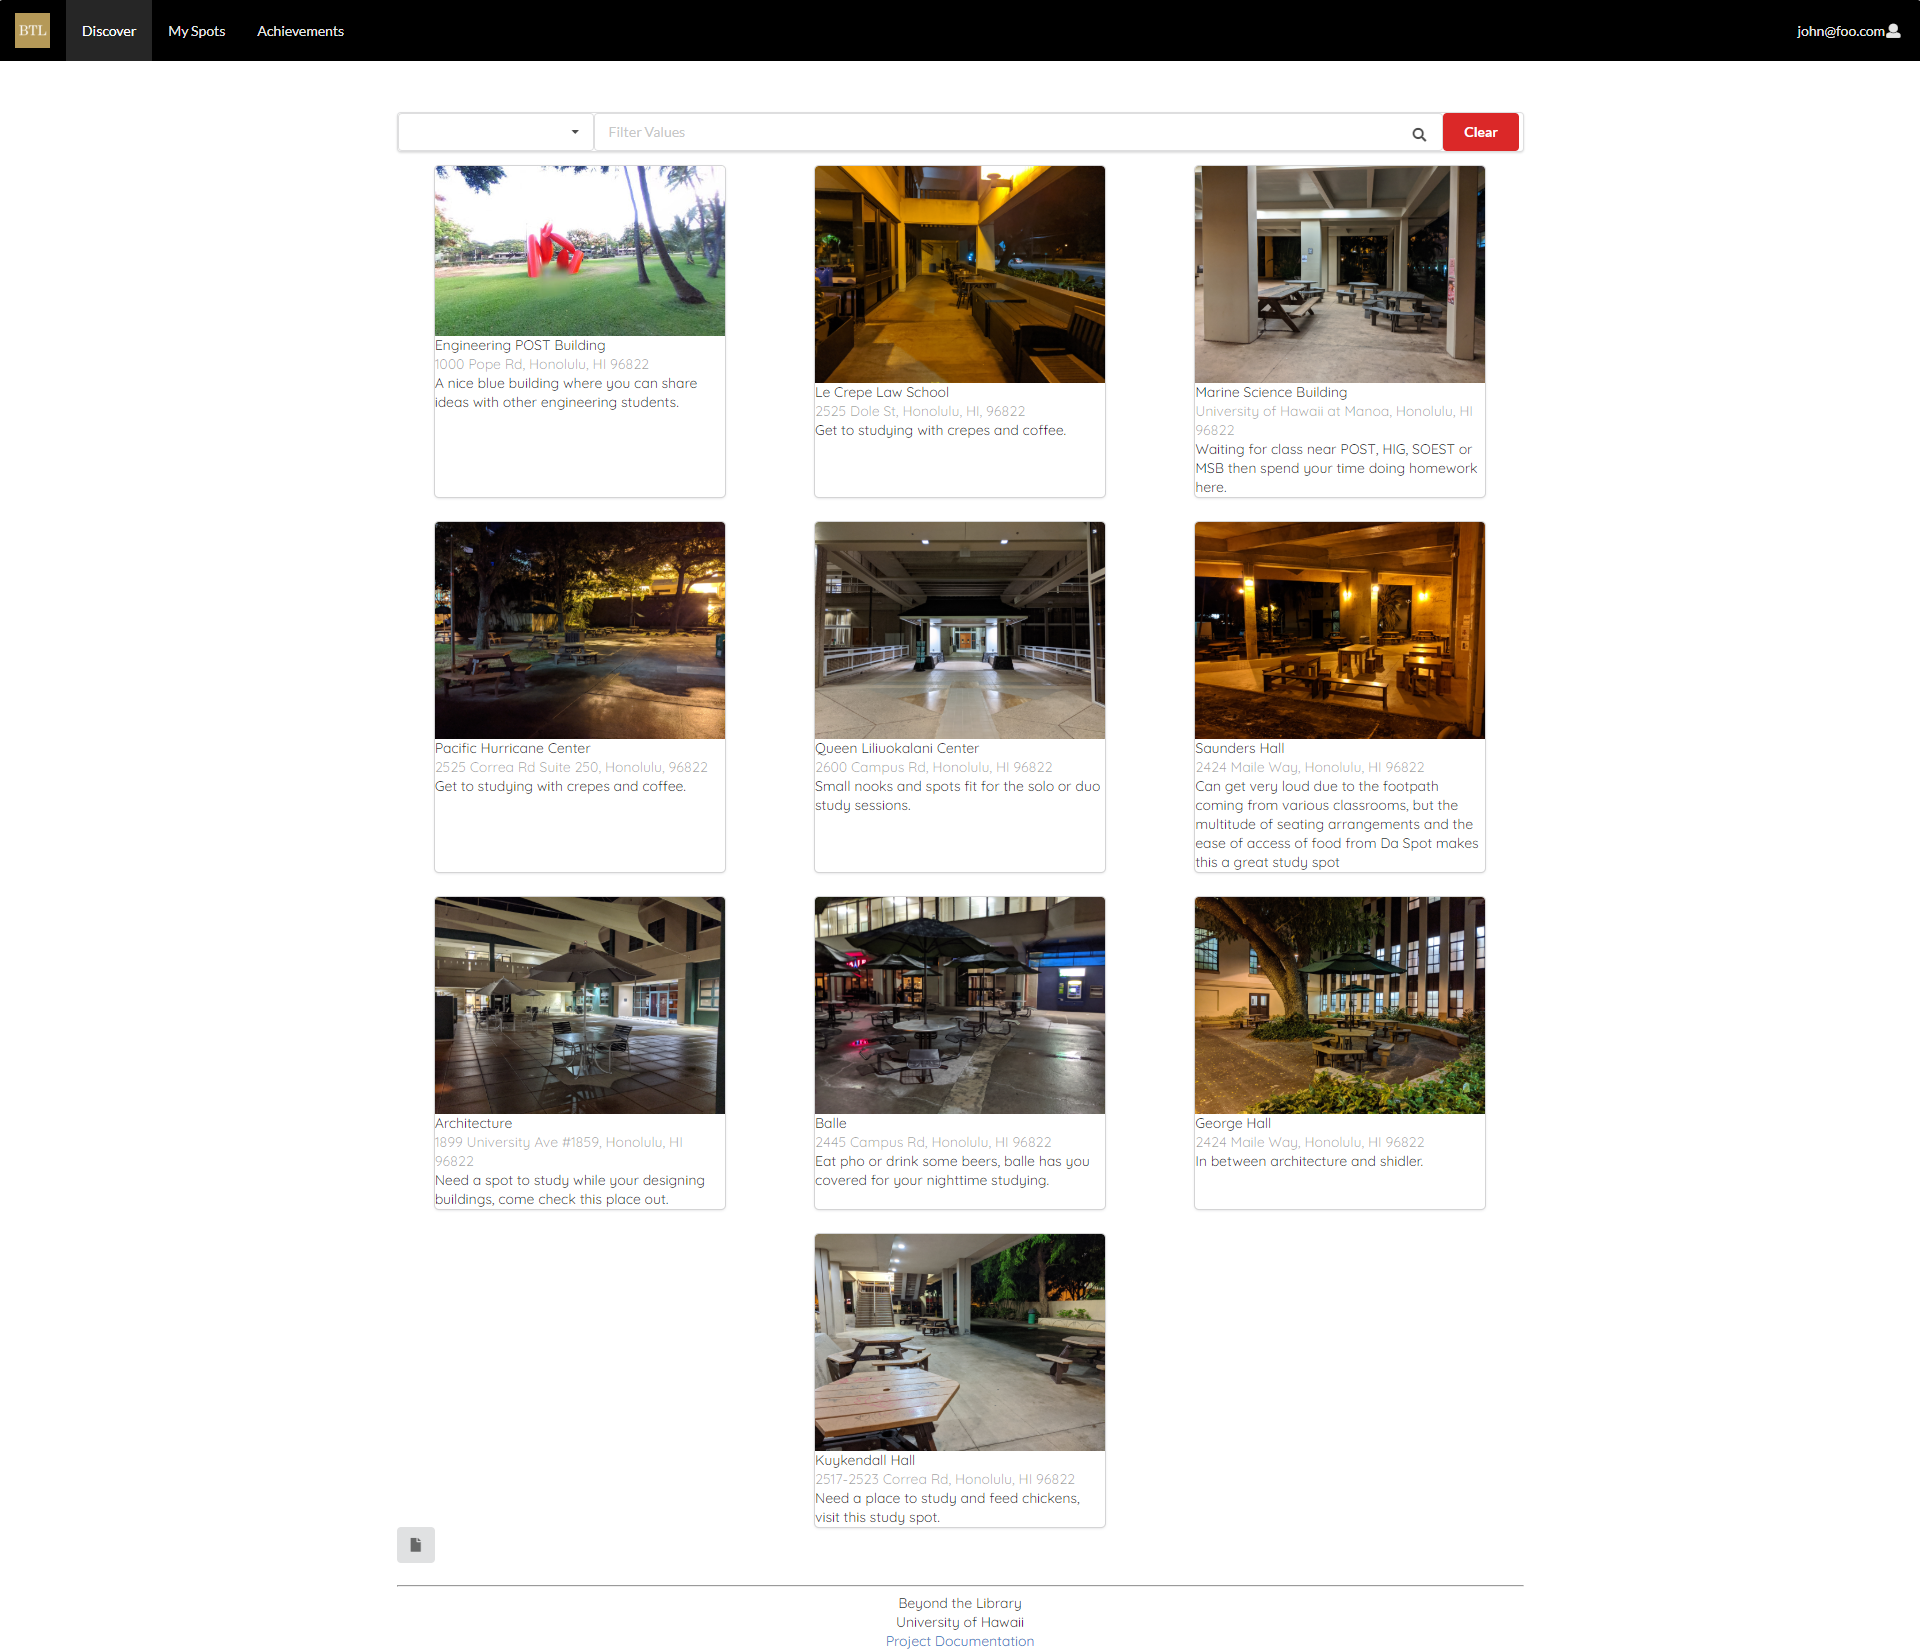 BTL
Discover
My Spots
Achievements
john@foo.com
Filter Values
Clear
Engineering POST Building
1000 Pope Rd, Honolulu, HI 96822
A nice blue building where you can share
ideas with other engineering students.
Le Crepe Law School
2525 Dole St, Honolulu, HI, 96822
Get to studying with crepes and coffee.
Marine Science Building
University of Hawaii at Manoa, Honolulu, HI
96822
Waiting for class near POST, HIG, SOEST or
MSB then spend your time doing homework
here.
Pacific Hurricane Center
2525 Correa Rd Suite 250, Honolulu, 96822
Get to studying with crepes and coffee.
Queen Liliuokalani Center
2600 Campus Rd, Honolulu, HI 96822
Small nooks and spots fit for the solo or duo
study sessions.
Saunders Hall
2424 Maile Way, Honolulu, HI 96822
Can get very loud due to the footpath
coming from various classrooms, but the
multitude of seating arrangements and the
ease of access of food from Da Spot makes
this a great study spot
Architecture
1899 University Ave #1859, Honolulu, HI
96822
Need a spot to study while your designing
buildings, come check this place out.
Balle
2445 Campus Rd, Honolulu, HI 96822
Eat pho or drink some beers, balle has you
covered for your nighttime studying.
George Hall
2424 Maile Way, Honolulu, HI 96822
In between architecture and shidler.
Kuykendall Hall
2517-2523 Correa Rd, Honolulu, HI 96822
Need a place to study and feed chickens,
visit this study spot.
Beyond the Library
University of Hawaii
Project Documentation